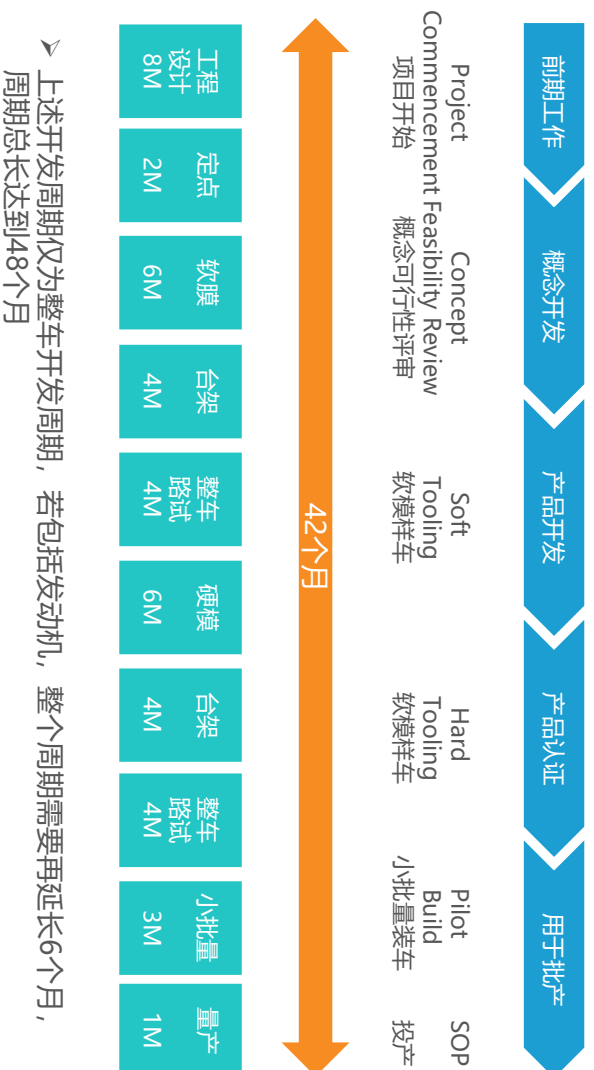 前期工作
概念开发
产品开发
产品认证
用于批产
Project
Commencement
项目开始
Concept
Feasibility Review
概念可行性评审
Soft
Tooling
软模样车
Hard
Tooling
软模样车
Pilot
Build
小批量装车
SOP
投产
42个月
工程
设计
8M
定点
2M
软膜
6M
台架
4M
整车
路试
4M
硬模
6M
台架
4M
整车
路试
4M
小批量
3M
量产
1M
➢ 上述开发周期仅为整车开发周期，若包括发动机，整个周期需要再延长6个月，
周期总长达到48个月